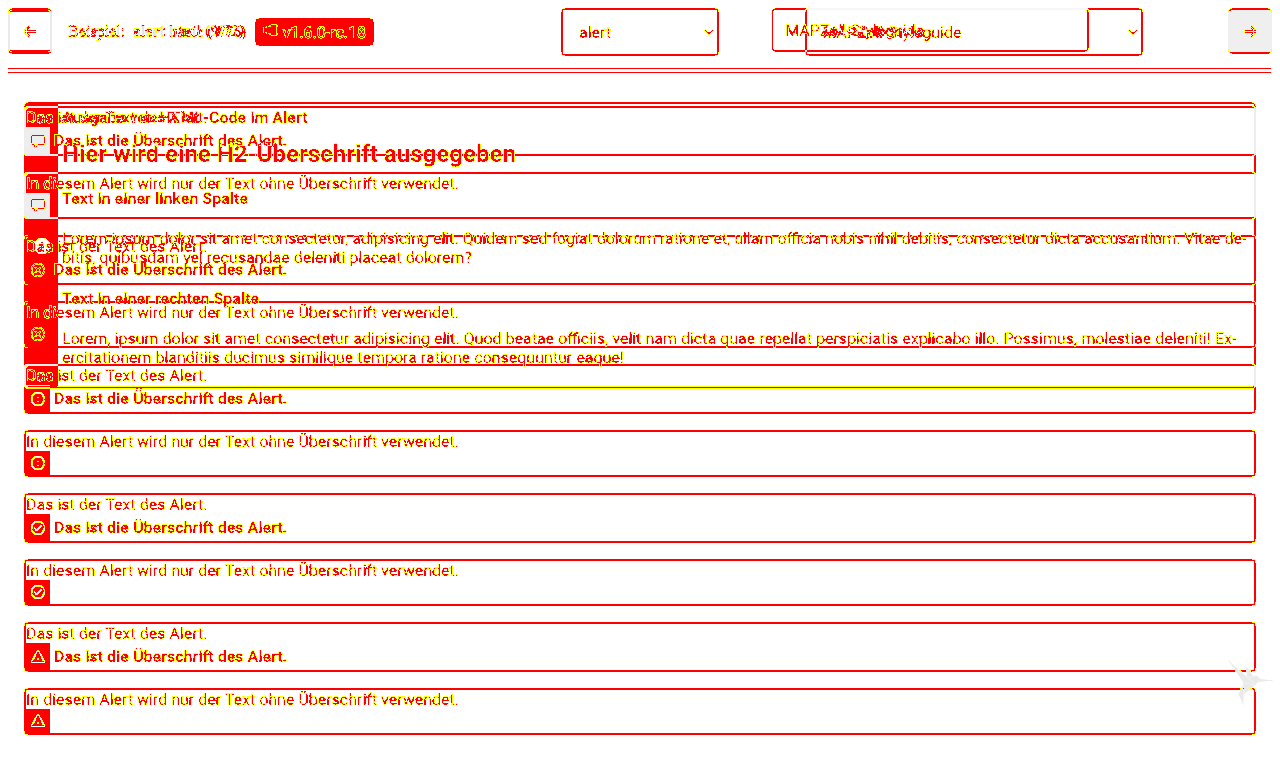 Beispiel: alert html v1.6.0-rc.18 alert MAPZ Styleguide
Ausgabe von HTML-Code im Alert
Das ist die Überschrift des Alert.
Hier wird eine H2-Überschrift ausgegeben
In diesem Alert wird nur der Text ohne Überschrift verwendet.
Text in einer linken Spalte
Lorem ipsum dolor sit amet consectetur, adipisicing elit. Quidem sed fugiat dolorum ratione et, ullam officia nobis nihil debitis, consectetur dicta accusantium. Vitae de-
Das ist der Text des Alert.
bitis, quibusdam vel recusandae deleniti placeat dolorem?
Das ist die Überschrift des Alert.
Text in einer rechten Spalte
In diesem Alert wird nur der Text ohne Überschrift verwendet.
Lorem, ipsum dolor sit amet consectetur adipisicing elit. Quod beatae officiis, velit nam dicta quae repellat perspiciatis explicabo illo. Possimus, molestiae deleniti! Ex-
ercitationem blanditiis ducimus similique tempora ratione consequuntur eaque!
Das ist der Text des Alert.
Das ist die Überschrift des Alert.
In diesem Alert wird nur der Text ohne Überschrift verwendet.
Das ist der Text des Alert.
Das ist die Überschrift des Alert.
In diesem Alert wird nur der Text ohne Überschrift verwendet.
Das ist der Text des Alert.
Das ist die Überschrift des Alert.
In diesem Alert wird nur der Text ohne Überschrift verwendet.